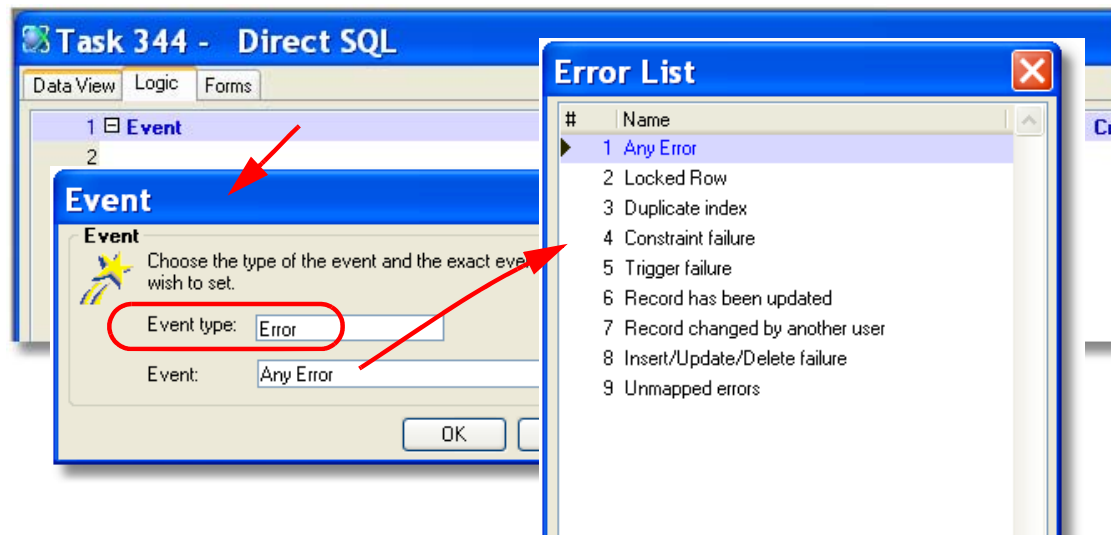 Task 344 - Direct SQL
Data View Logic Forms
1 Event
2
Event
Event
Choose the type of the event and the exact
wish to set.
Event type: Error
Event: Any Error
OK
Error List
# Name
1 Any Error
2 Locked Row
3 Duplicate index
4 Constraint failure
5 Trigger failure
6 Record has been updated
7 Record changed by another user
8 Insert/Update/Delete failure
9 Unmapped errors